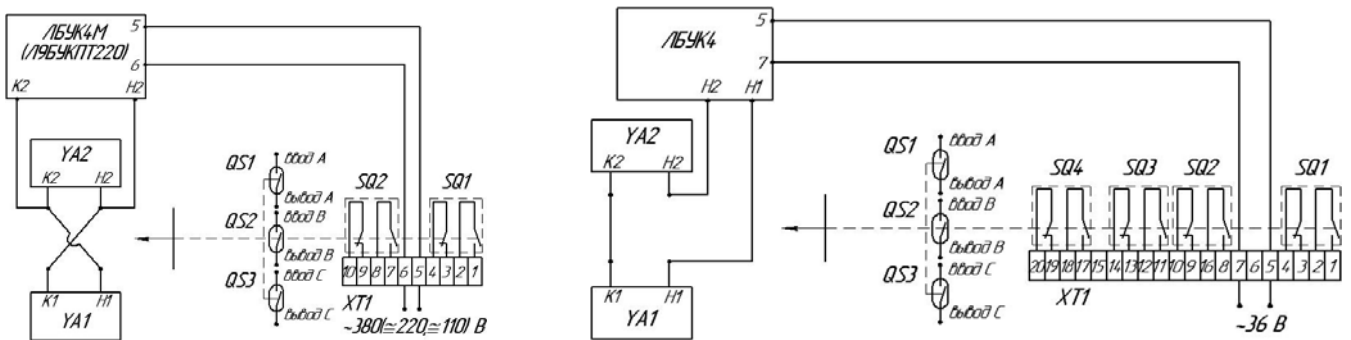 ЛБУК4М
(Л9БУКПТ220)
5
6
К2
Н2
YA2
К2
Н2
К1
Н1
YA1
QS1
ввод А
вывод А
QS2
ввод В
вывод В
QS3
ввод С
вывод С
SQ2
SQ1
10 9 8 7 6 5 4 3 2 1
XT1
~380(≅220,≅110) В
ЛБУК4
5
7
Н2
Н1
YA2
К2
Н2
К1
Н1
YA1
QS1
ввод А
вывод А
QS2
ввод В
вывод В
QS3
ввод С
вывод С
SQ4
SQ3
SQ2
SQ1
20 19 18 17 15 14 13 12 11 10 9 16 8 7 6 5 4 3 2 1
XT1
~36 В